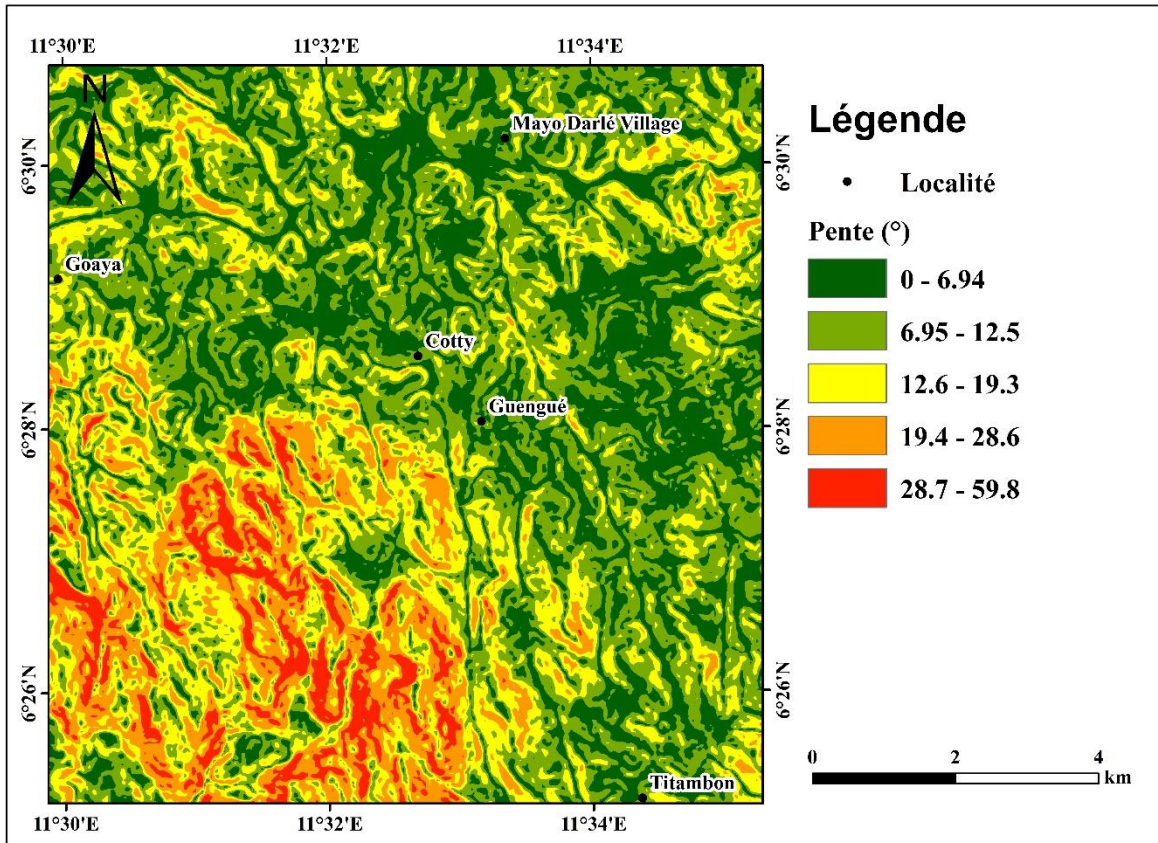 11°30'E 11°32'E 11°34'E
N
Mayo Darlé Village
6°30'N 6°30'N
Goaya
Cotty
Guengué
6°28'N 6°28'N
6°26'N 6°26'N
Titambon
11°30'E 11°32'E 11°34'E
Légende
Localité
Pente (°)
0 - 6.94
6.95 - 12.5
12.6 - 19.3
19.4 - 28.6
28.7 - 59.8
0 2 4
km